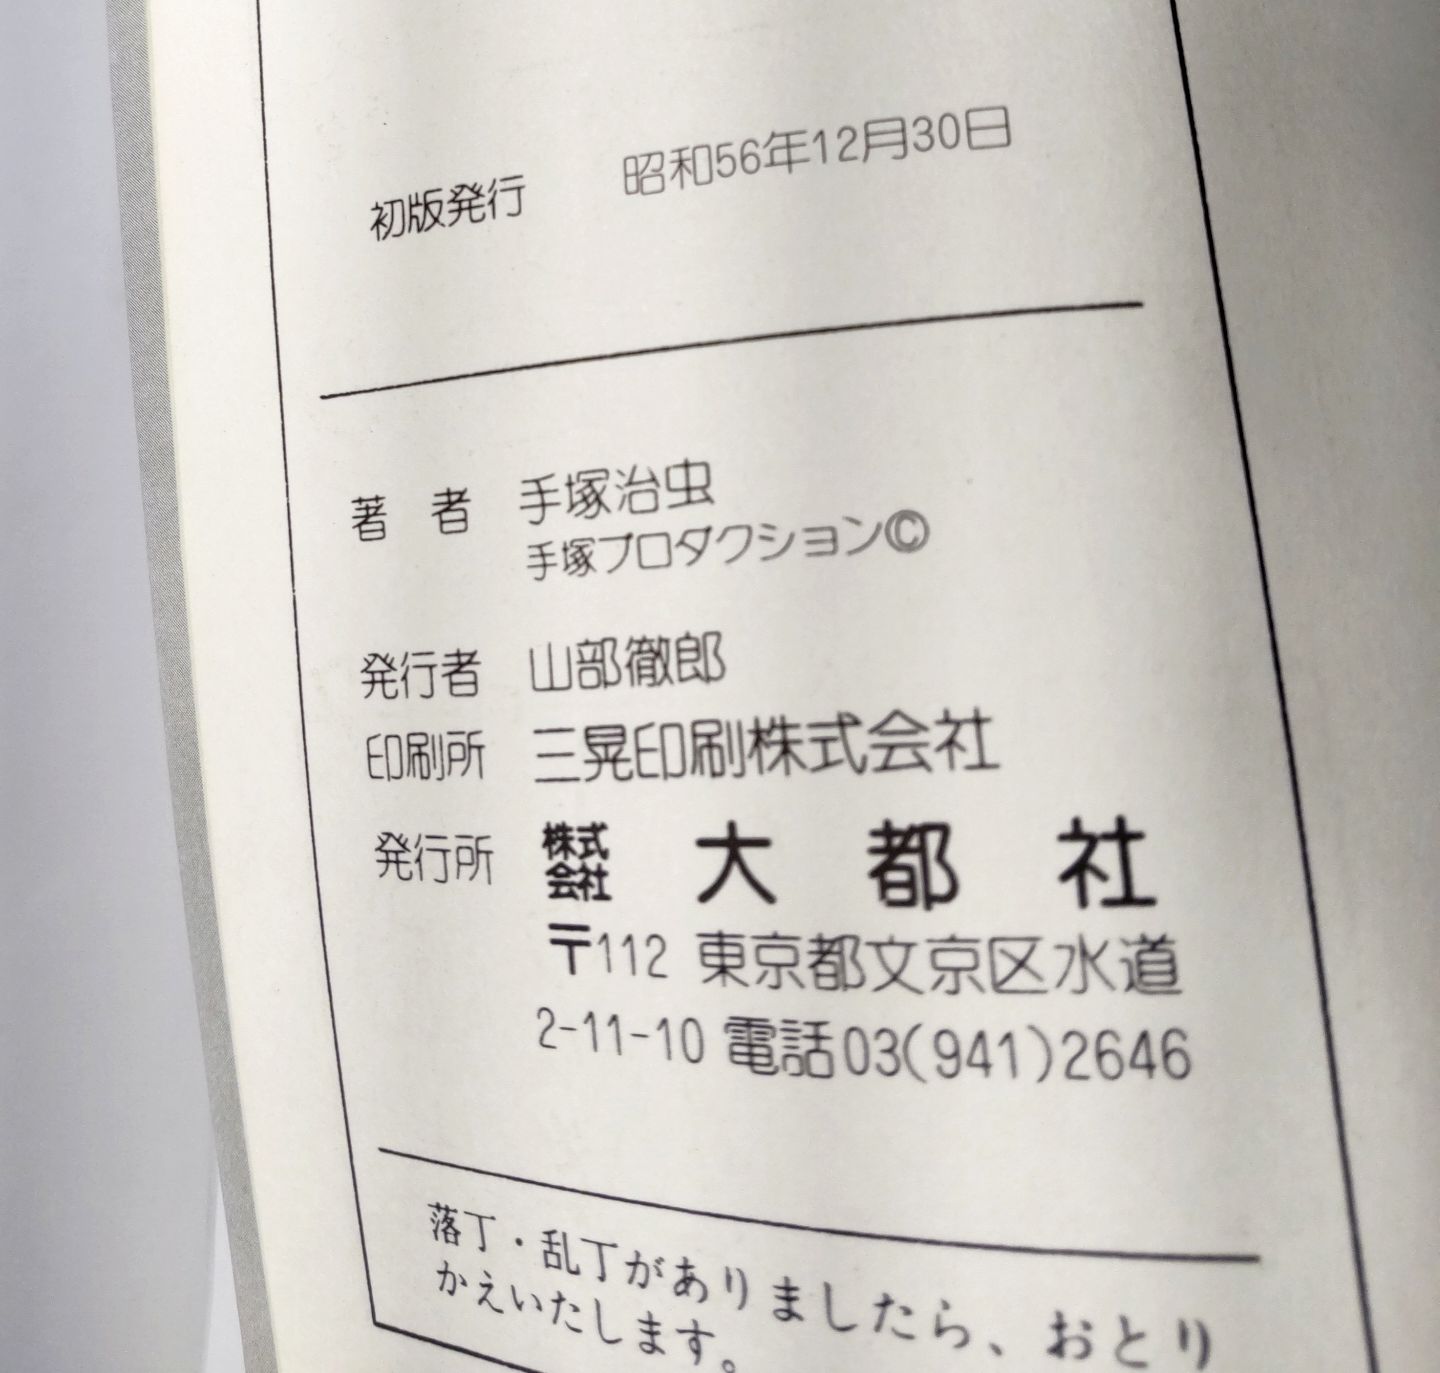 初版発行 昭和56年12月30日
著者 手塚治虫
手塚プロダクション©
発行者 山部徹郎
印刷所 三晃印刷株式会社
発行所 株式会社 大都社
〒112 東京都文京区水道
2-11-10 電話03(941)2646
落丁・乱丁がありましたら、おとり
かえいたします。